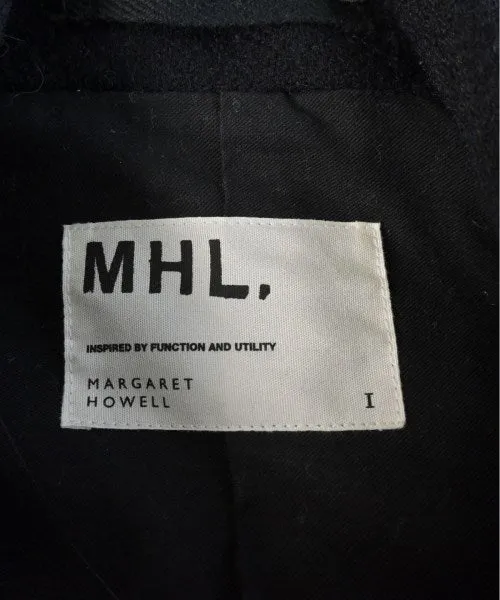 MHL.
INSPIRED BY FUNCTION AND UTILITY
MARGARET
HOWELL
I